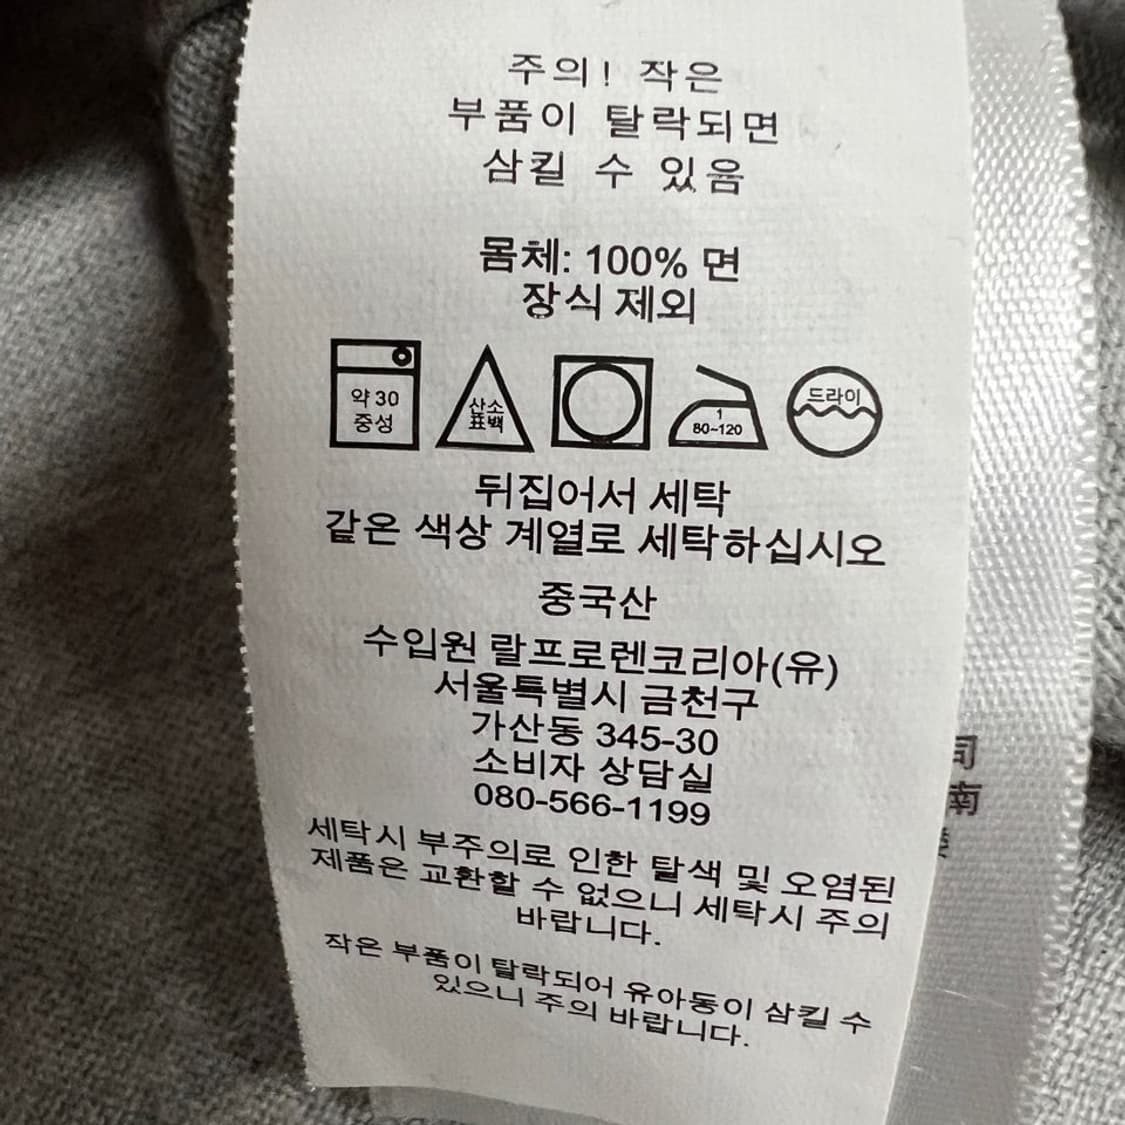 주의! 작은
부품이 탈락되면
삼킬 수 있음
몸체: 100% 면
장식 제외
약 30
중성
산소
표백
1
80~120
드라이
뒤집어서 세탁
같은 색상 계열로 세탁하십시오
중국산
수입원 랄프로렌코리아(유)
서울특별시 금천구
가산동 345-30
소비자 상담실
080-566-1199
세탁시 부주의로 인한 탈색 및 오염된
제품은 교환할 수 없으니 세탁시 주의
바랍니다.
작은 부품이 탈락되어 유아동이 삼킬 수
있으니 주의 바랍니다.
司
南